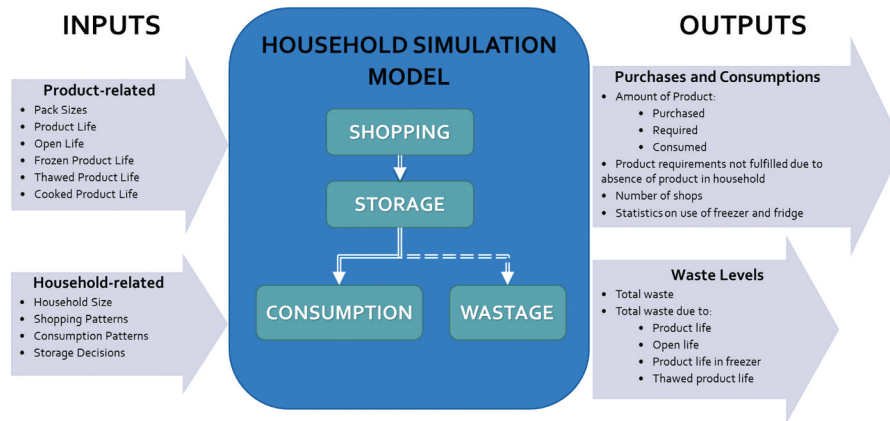 INPUTS
Product-related
• Pack Sizes
• Product Life
• Open Life
• Frozen Product Life
• Thawed Product Life
• Cooked Product Life
Household-related
• Household Size
• Shopping Patterns
• Consumption Patterns
• Storage Decisions
HOUSEHOLD SIMULATION
MODEL
SHOPPING
STORAGE
CONSUMPTION
WASTAGE
OUTPUTS
Purchases and Consumptions
• Amount of Product:
• Purchased
• Required
• Consumed
• Product requirements not fulfilled due to
absence of product in household
• Number of shops
• Statistics on use of freezer and fridge
Waste Levels
• Total waste
• Total waste due to:
• Product life
• Open life
• Product life in freezer
• Thawed product life